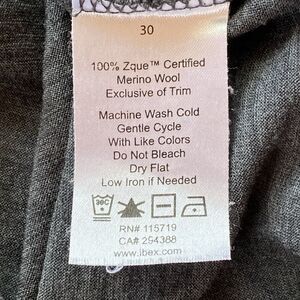 30
100% Zque™ Certified
Merino Wool
Exclusive of Trim
Machine Wash Cold
Gentle Cycle
With Like Colors
Do Not Bleach
Dry Flat
Low Iron if Needed
30C
RN# 115719
CA# 254388
www.ibex.com